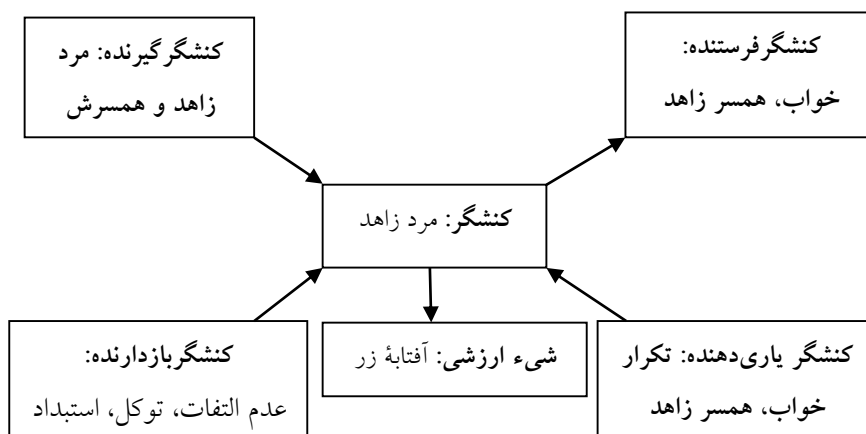 کنشگرفرستنده:
خواب، همسر زاهد
کنشگرگیرنده: مرد
زاهد و همسرش
کنشگر: مرد زاهد
کنشگر یاری‌دهنده: تکرار
خواب، همسر زاهد
شیء ارزشی: آفتابهٔ زر
کنشگربازدارنده:
عدم التفات، توکل، استبداد